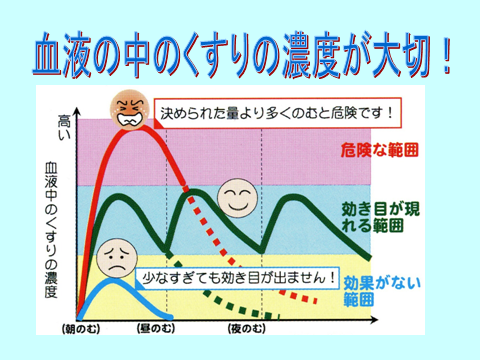 血液の中のくすりの濃度が大切！
決められた量より多くのむと危険です！
高い
血液中のくすりの濃度
危険な範囲
効き目が現
れる範囲
少なすぎても効き目が出ません！
効果がない
範囲
(朝のむ)
(昼のむ)
(夜のむ)